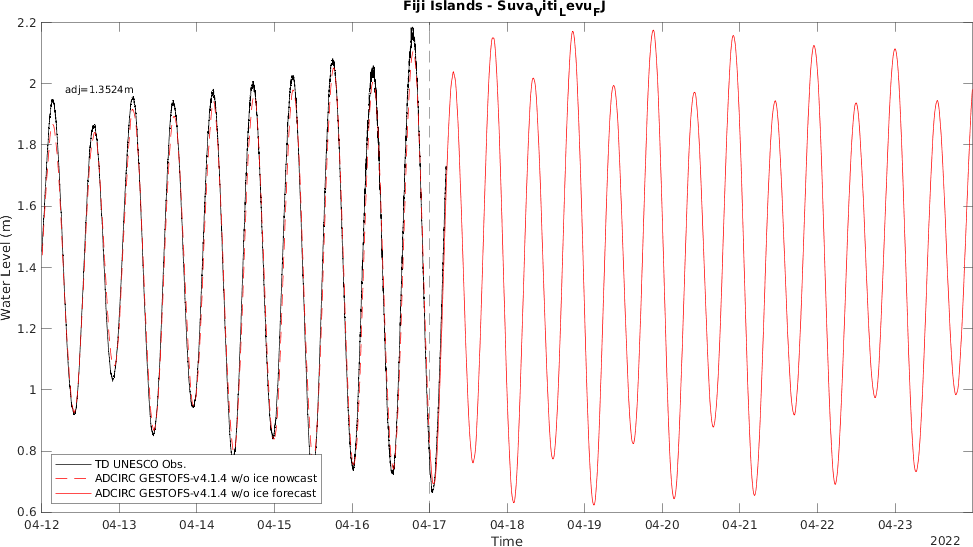 Fiji Islands - SuvaVitiLevuFJ
2.2
2
1.8
1.6
1.4
1.2
1
0.8
0.6
adj=1.3524m
Water Level (m)
TD UNESCO Obs.
ADCIRC GESTOFS-v4.1.4 w/o ice nowcast
ADCIRC GESTOFS-v4.1.4 w/o ice forecast
04-12 04-13 04-14 04-15 04-16 04-17 04-18 04-19 04-20 04-21 04-22 04-23
Time
2022